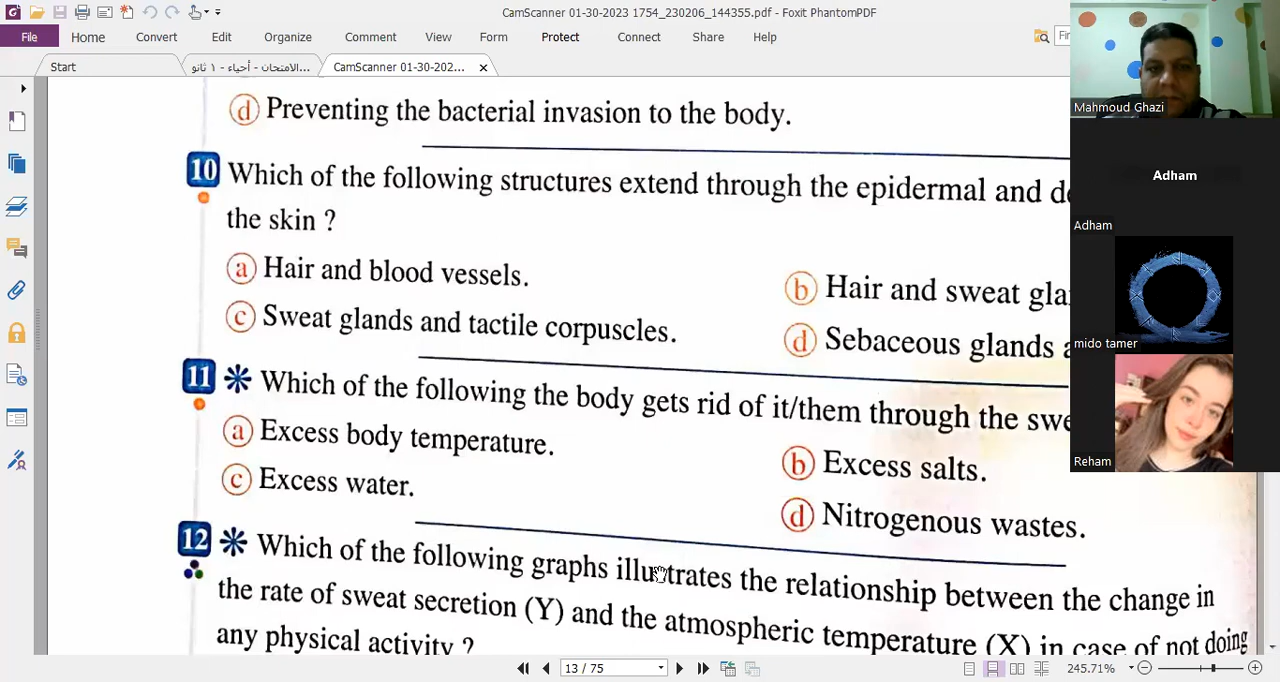 CamScanner 01-30-2023 1754_230206_144355.pdf - Foxit PhantomPDF
File Home Convert Edit Organize Comment View Form Protect Connect Share Help
Start الامتحان - أحياء - ١ ثانو... CamScanner 01-30-202...
d Preventing the bacterial invasion to the body.
10 Which of the following structures extend through the epidermal and
the skin ?
a Hair and blood vessels.
b Hair and sweat
c Sweat glands and tactile corpuscles.
d Sebaceous glands
11 Which of the following the body gets rid of it/them through the
a Excess body temperature.
b Excess salts.
c Excess water.
d Nitrogenous wastes.
12 Which of the following graphs illustrates the relationship between the change in
the rate of sweat secretion (Y) and the atmospheric temperature (X) in case of not doing
any physical activity ?
13 / 75
245.71%
Mahmoud Ghazi
Adham
Adham
mido tamer
Reham